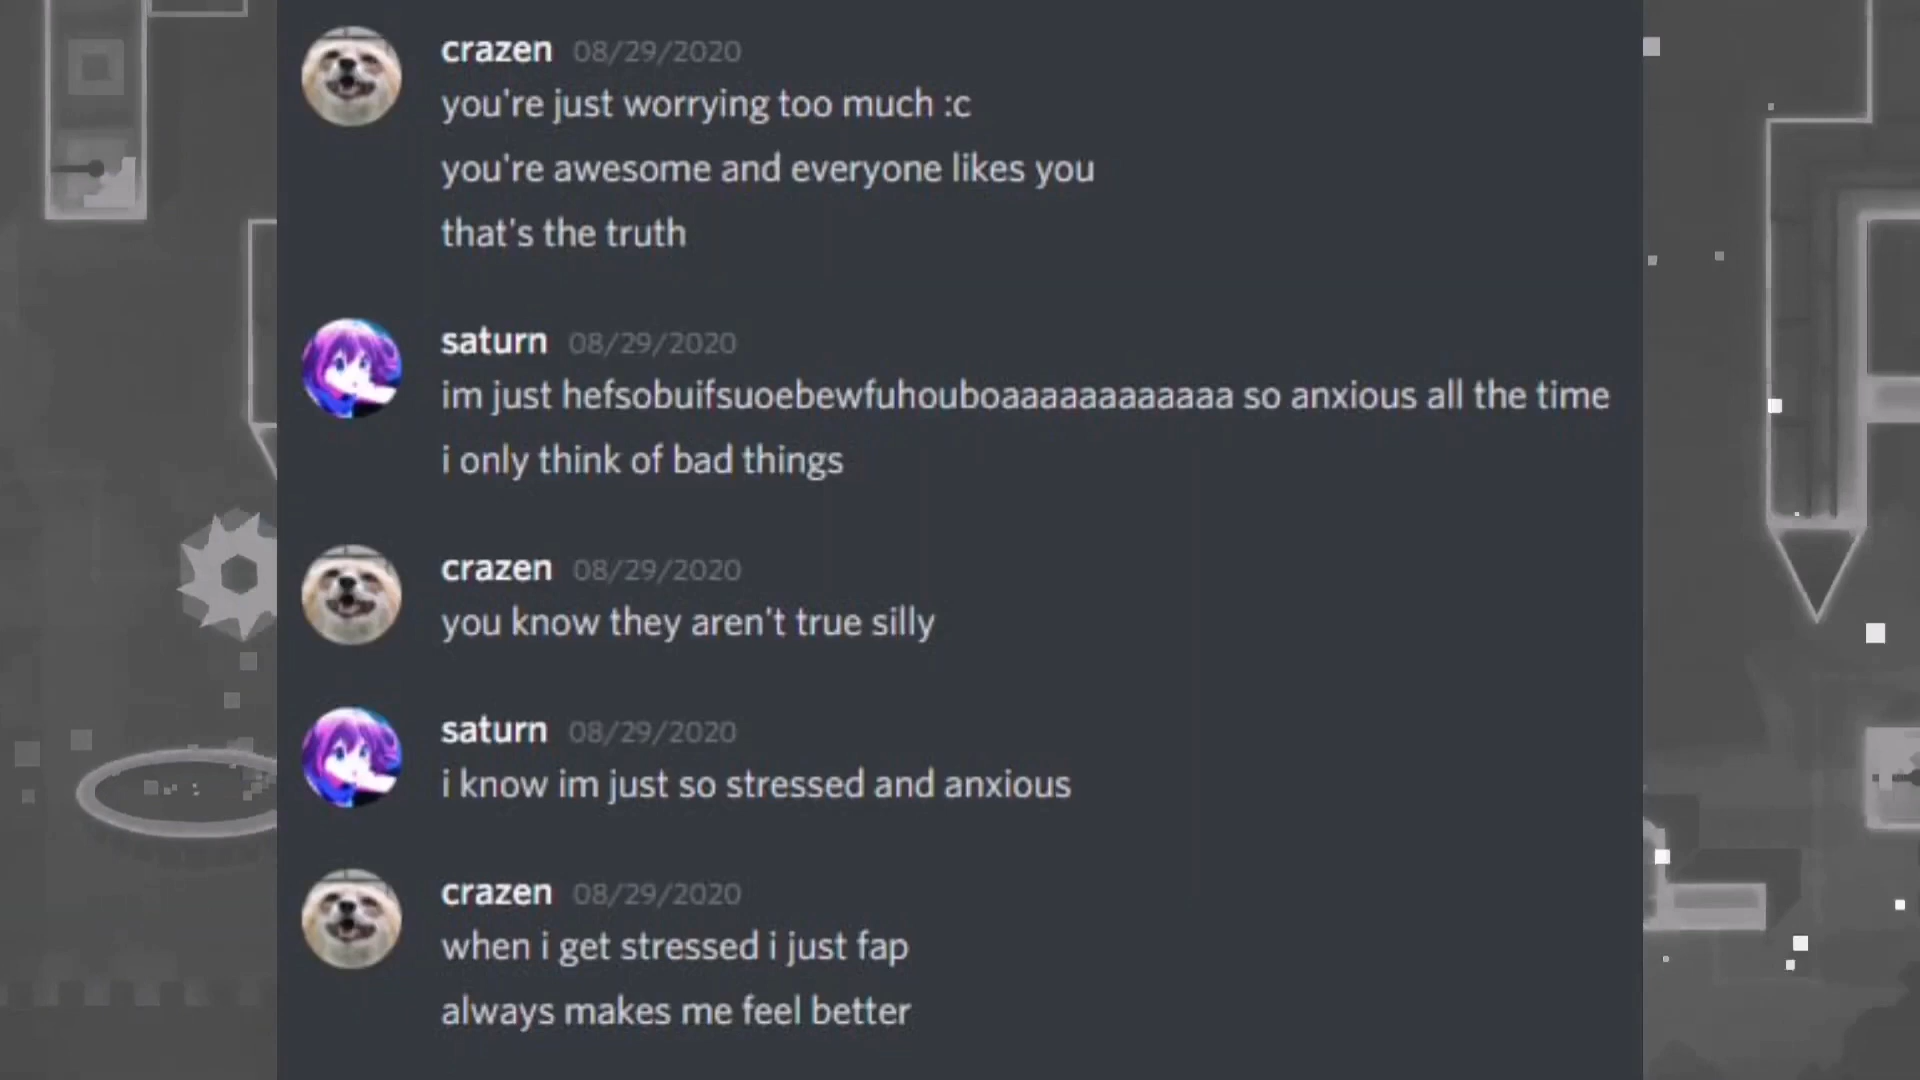 crazen 08/29/2020
you're just worrying too much :c
you're awesome and everyone likes you
that's the truth
saturn 08/29/2020
im just hefsobuifsuoebewfuhouboaaaaaaaaaaaa so anxious all the time
i only think of bad things
crazen 08/29/2020
you know they aren't true silly
saturn 08/29/2020
i know im just so stressed and anxious
crazen 08/29/2020
when i get stressed i just fap
always makes me feel better